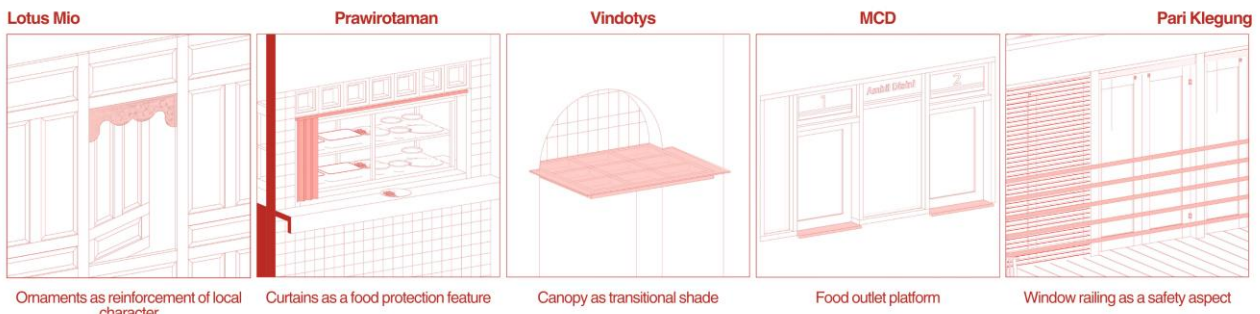 Lotus Mio
Prawirotaman
Vindotys
MCD
Pari Klegung
1
Ambil Disini
2
Ornaments as reinforcement of local
character
Curtains as a food protection feature
Canopy as transitional shade
Food outlet platform
Window railing as a safety aspect